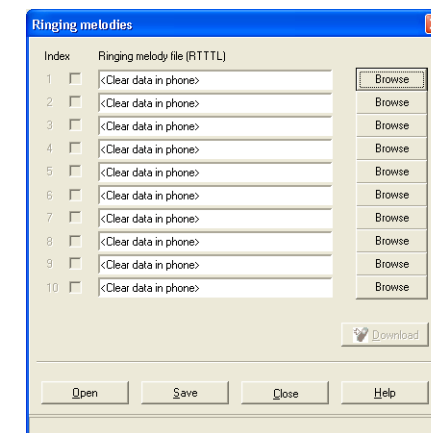 Ringing melodies
Index Ringing melody file (RTTTL)
1 <Clear data in phone> Browse
2 <Clear data in phone> Browse
3 <Clear data in phone> Browse
4 <Clear data in phone> Browse
5 <Clear data in phone> Browse
6 <Clear data in phone> Browse
7 <Clear data in phone> Browse
8 <Clear data in phone> Browse
9 <Clear data in phone> Browse
10 <Clear data in phone> Browse
Download
Open Save Close Help